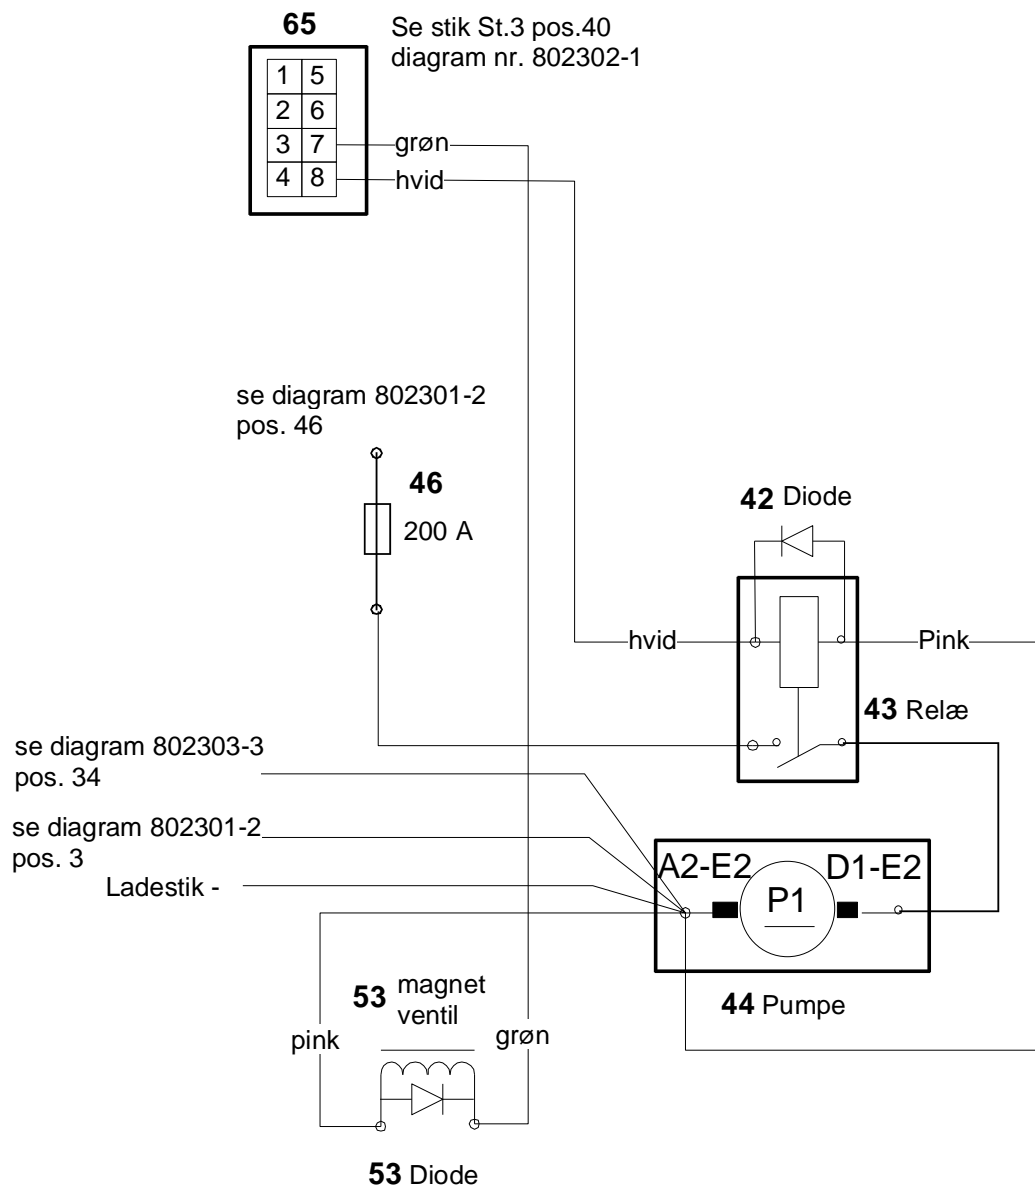 65
Se stik St.3 pos.40
diagram nr. 802302-1
1 5
2 6
3 7
4 8
grøn
hvid
se diagram 802301-2
pos. 46
46
200 A
42 Diode
hvid
Pink
43 Relæ
se diagram 802303-3
pos. 34
se diagram 802301-2
pos. 3
Ladestik -
A2-E2
D1-E2
P1
44 Pumpe
53 magnet
ventil
pink
grøn
53 Diode